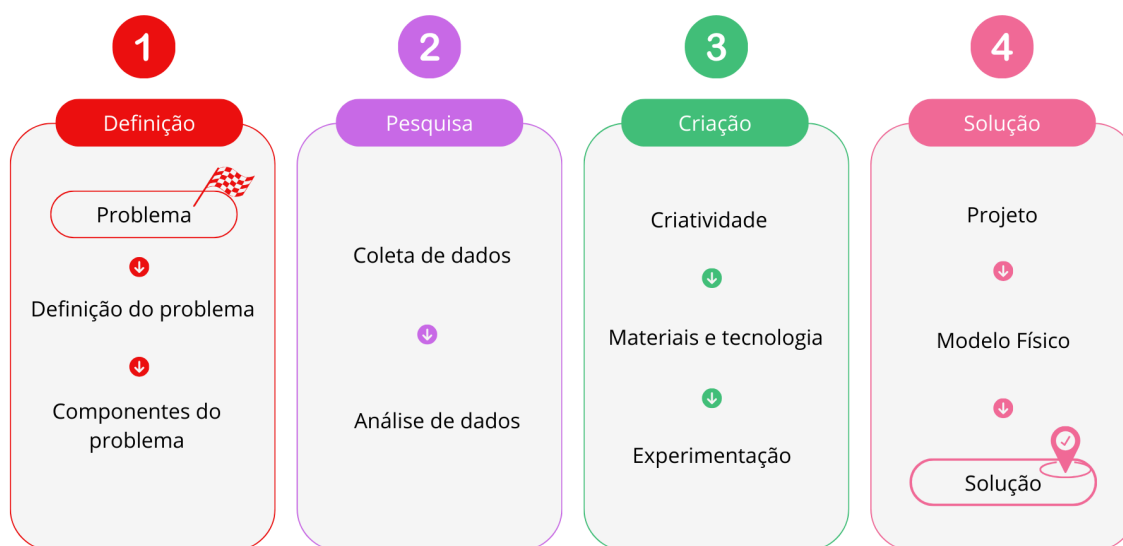 1
Definição
Problema
Definição do problema
Componentes do
problema
2
Pesquisa
Coleta de dados
Análise de dados
3
Criação
Criatividade
Materiais e tecnologia
Experimentação
4
Solução
Projeto
Modelo Físico
Solução